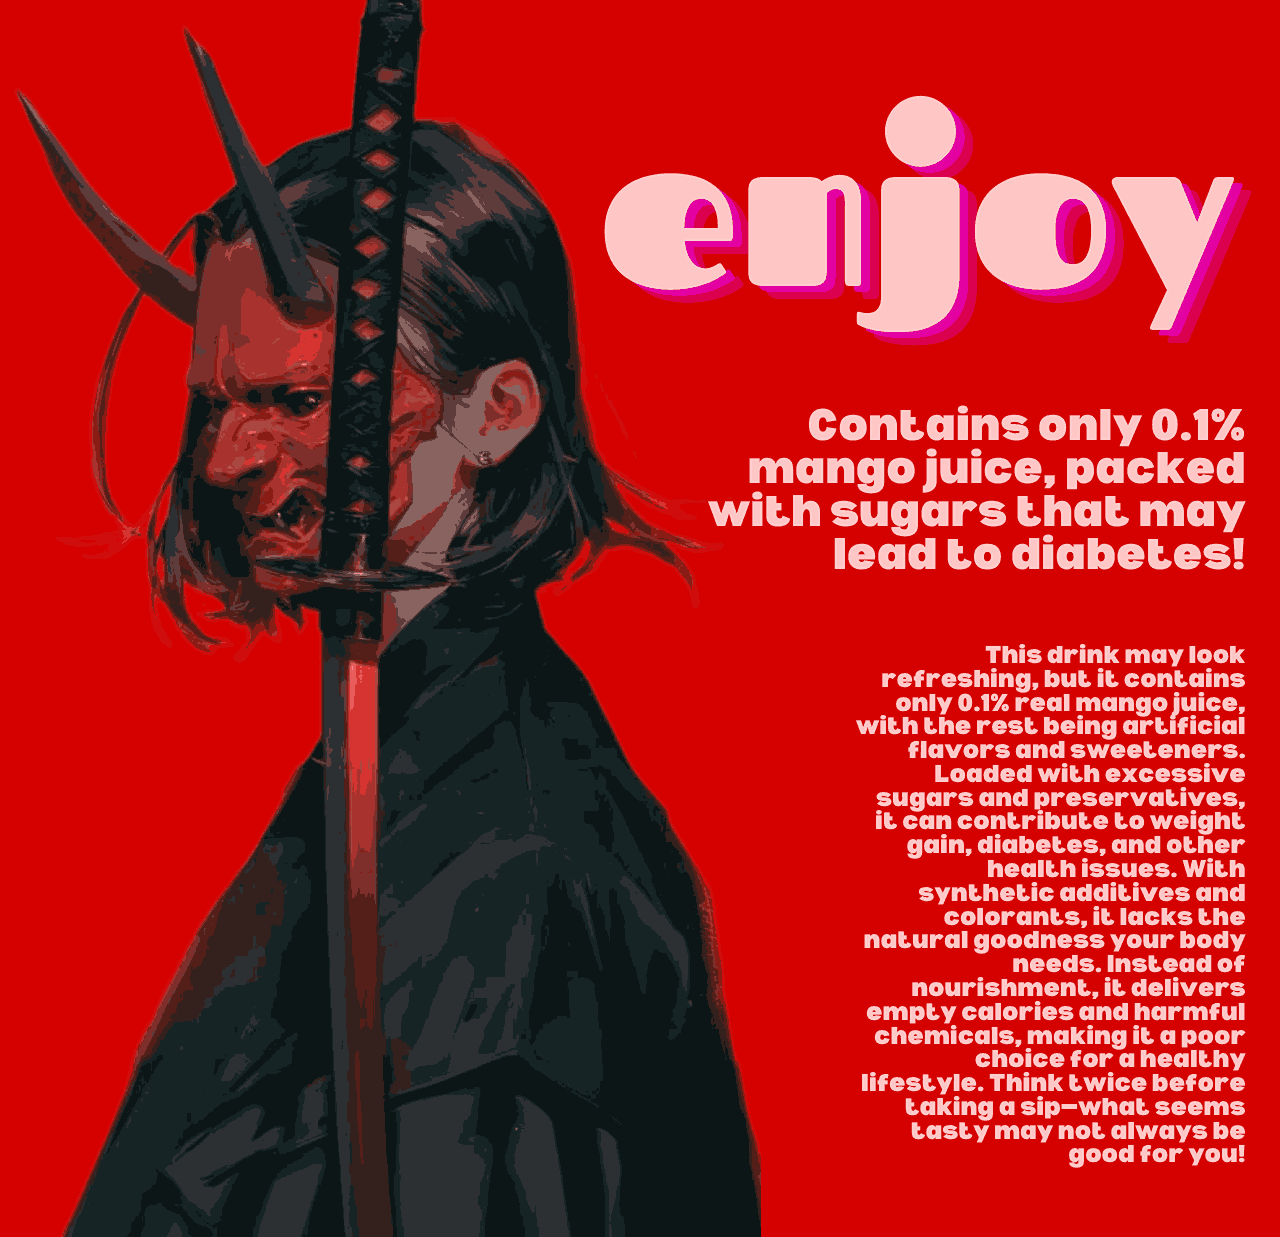 enjoy
Contains only 0.1%
mango juice, packed
with sugars that may
lead to diabetes!
This drink may look
refreshing, but it contains
only 0.1% real mango juice,
with the rest being artificial
flavors and sweeteners.
Loaded with excessive
sugars and preservatives,
it can contribute to weight
gain, diabetes, and other
health issues. With
synthetic additives and
colorants, it lacks the
natural goodness your body
needs. Instead of
nourishment, it delivers
empty calories and harmful
chemicals, making it a poor
choice for a healthy
lifestyle. Think twice before
taking a sip—what seems
tasty may not always be
good for you!